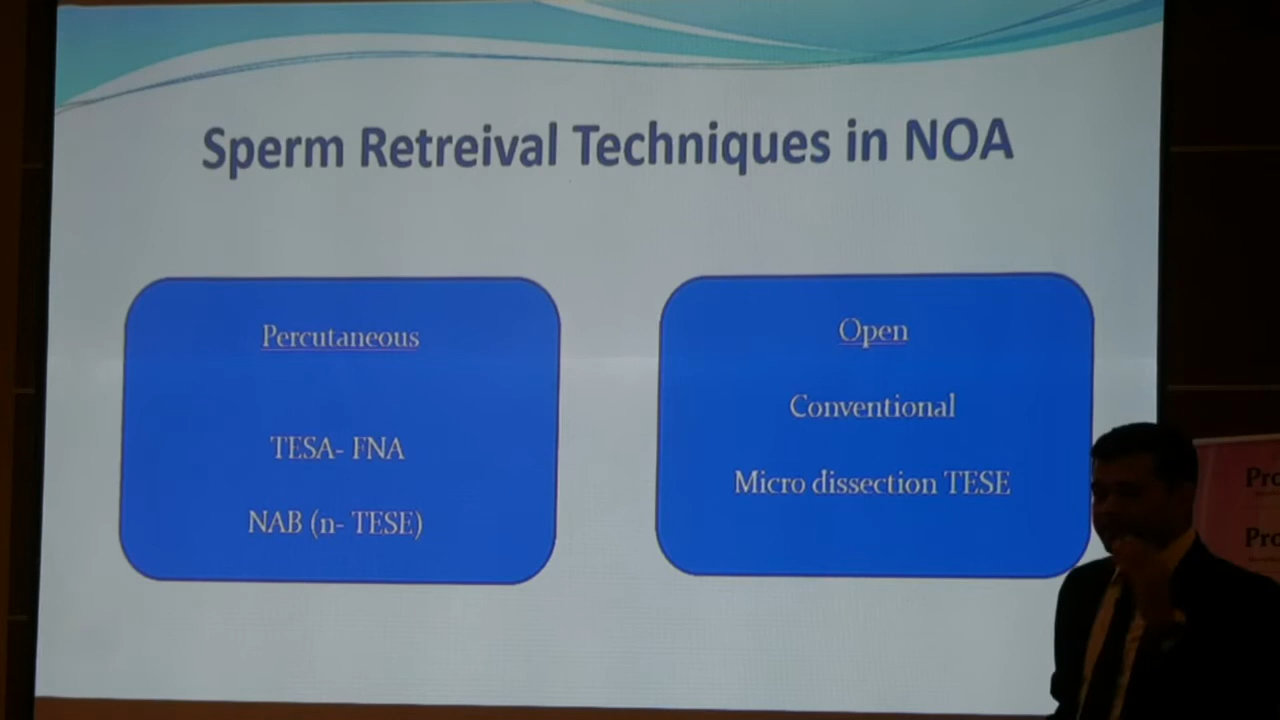 Sperm Retreival Techniques in NOA
Percutaneous
TESA- FNA
NAB (n- TESE)
Open
Conventional
Micro dissection TESE